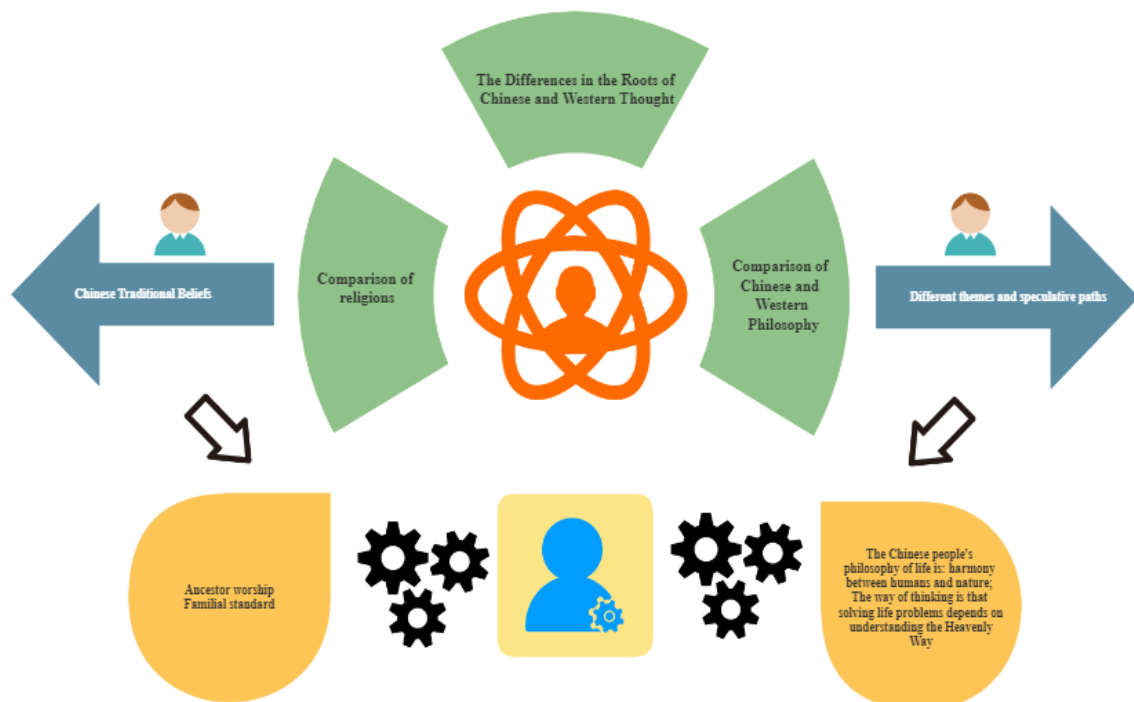 The Differences in the Roots of
Chinese and Western Thought
Chinese Traditional Beliefs
Comparison of
religions
Comparison of
Chinese and
Western
Philosophy
Different themes and speculative paths
Ancestor worship
Familial standard
The Chinese people's
philosophy of life is: harmony
between humans and nature;
The way of thinking is that
solving life problems depends on
understanding the Heavenly
Way